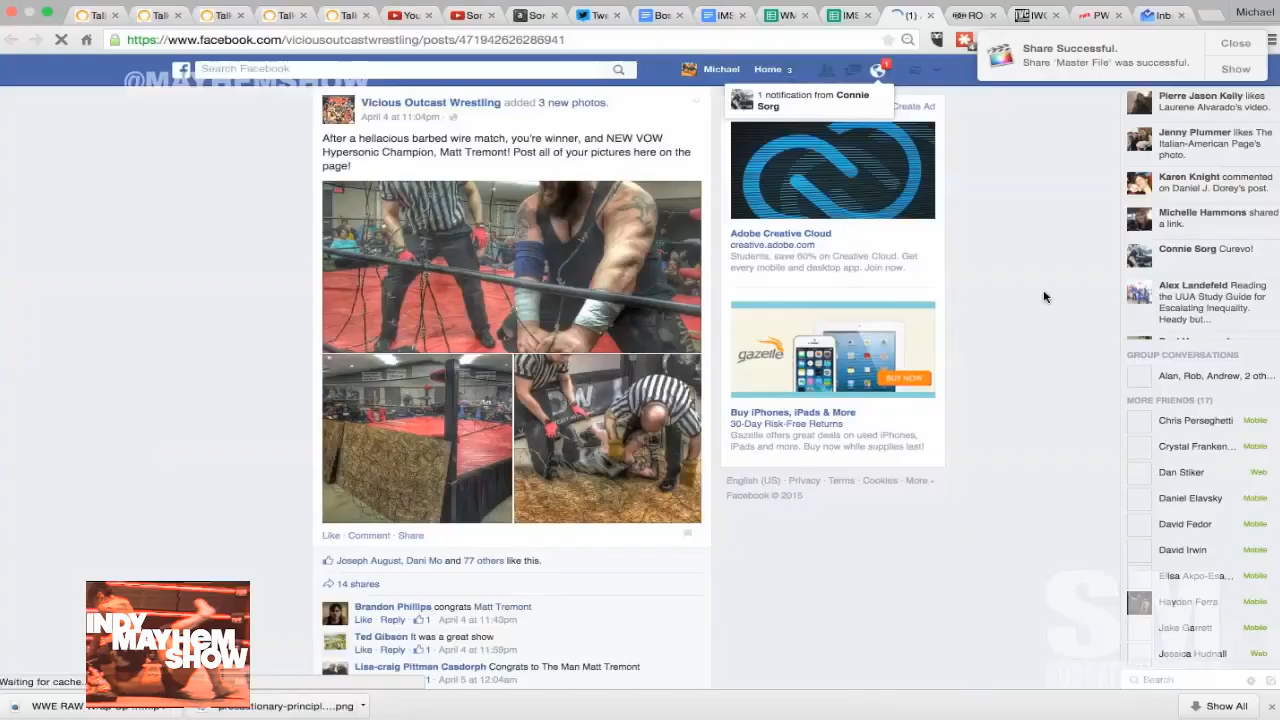 Michael
https://www.facebook.com/viciousoutcastwrestling/posts/471942626286941
Share Successful.
Share 'Master File' was successful.
Close
Show
Search Facebook
Michael
Home 3
1
@MAYHEMSHOW
1 notification from Connie
Sorg
Create Ad
Vicious Outcast Wrestling added 3 new photos.
April 4 at 11:04pm
After a hellacious barbed wire match, you're winner, and NEW VOW
Hypersonic Champion, Matt Tremont! Post all of your pictures here on the
page!
Like · Comment · Share
Joseph August, Dani Mo and 77 others like this.
14 shares
Brandon Phillips congrats Matt Tremont
Like · Reply · 1 · April 4 at 11:43pm
Ted Gibson It was a great show
Like · Reply · 1 · April 4 at 11:59pm
Lisa-craig Pittman Casdorph Congrats to The Man Matt Tremont
1 · April 5 at 12:04am
Adobe Creative Cloud
creative.adobe.com
Students, save 60% on Creative Cloud. Get
every mobile and desktop app. Join now.
gazelle
BUY NOW
Buy iPhones, iPads & More
30-Day Risk-Free Returns
Gazelle offers great deals on used iPhones,
iPads and more. Buy now while supplies last!
English (US) · Privacy · Terms · Cookies · More
Facebook © 2015
Pierre Jason Kelly likes
Laurene Alvarado's video.
Jenny Plummer likes The
Italian-American Page's
photo.
Karen Knight commented
on Daniel J. Dorey's post.
Michelle Hammons shared
a link.
Connie Sorg Curevo!
Alex Landefeld Reading
the UUA Study Guide for
Escalating Inequality.
Heady but...
GROUP CONVERSATIONS
Alan, Rob, Andrew, 2 oth...
MORE FRIENDS (17)
Chris Perseghetti Mobile
Crystal Franken... Mobile
Dan Stiker Web
Daniel Elavsky Mobile
David Fedor Mobile
David Irwin Mobile
Elisa Akpo-Esa... Mobile
Hayden Ferra Mobile
Jake Garrett Mobile
Jessica Hudnall Web
Search
INDY
MAYHEM
SHOW
Waiting for cache...
WWE RAW Wrap Up ....mp4
precautionary-principl....png
Show All